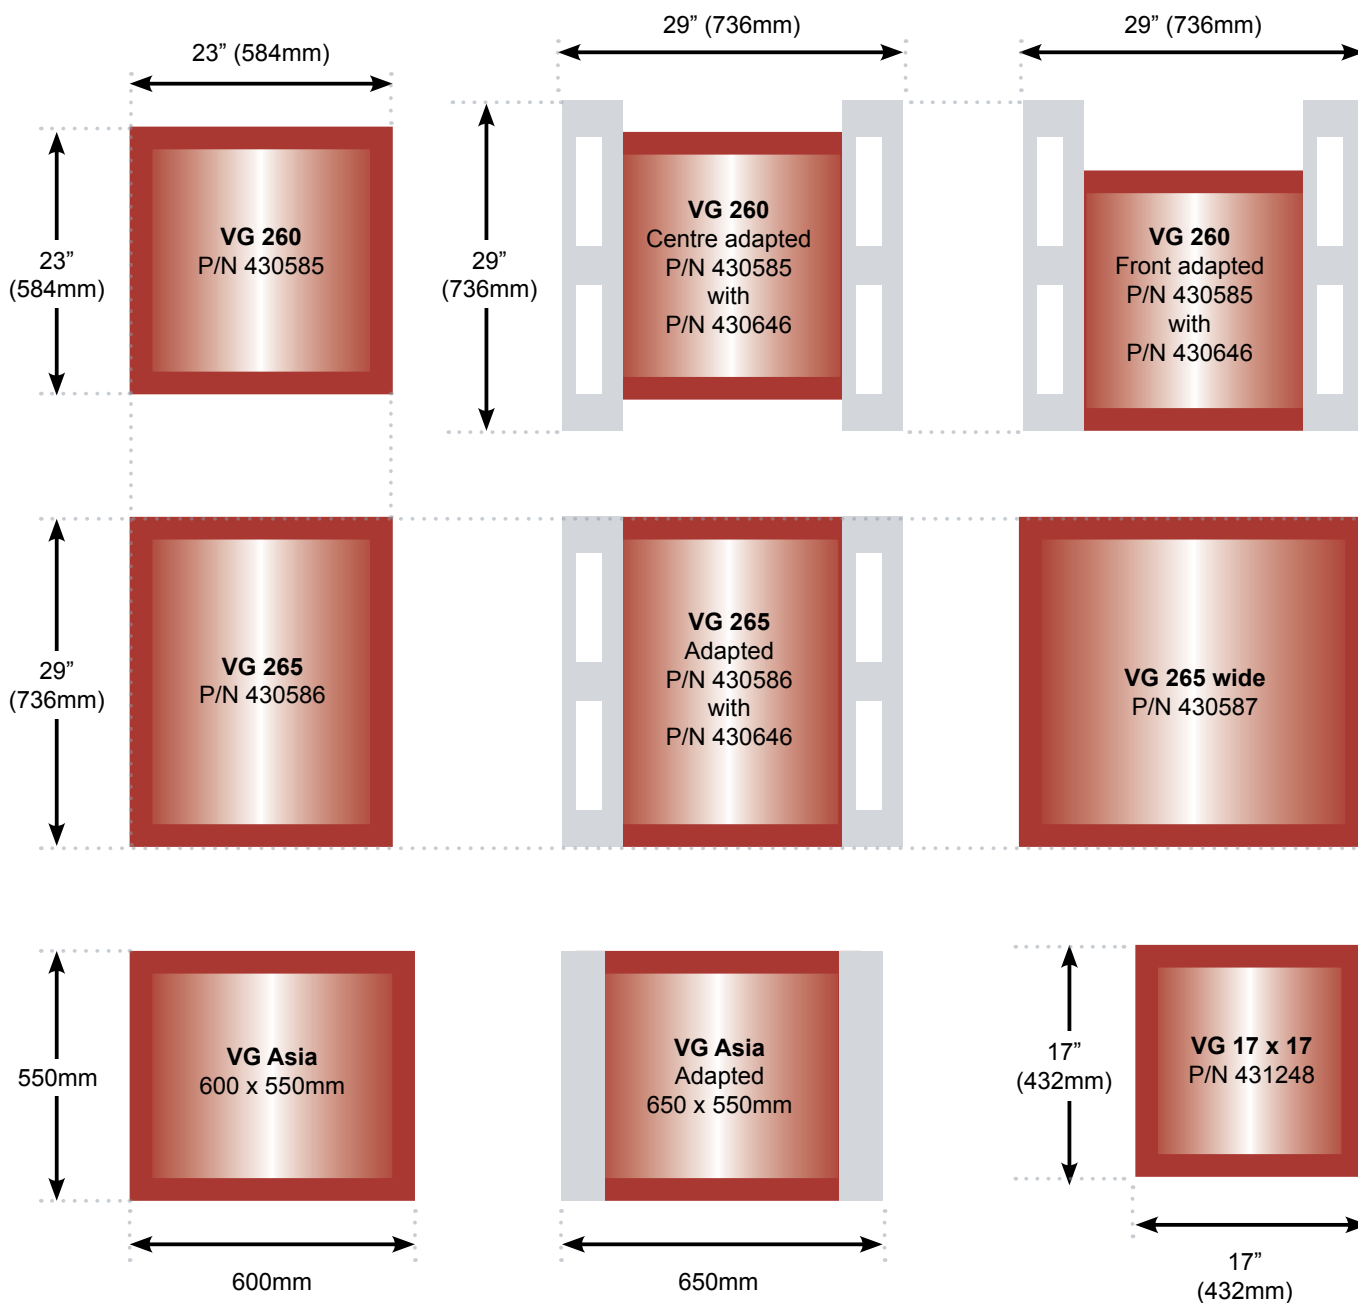 23” (584mm)
29” (736mm)
29” (736mm)
23”
(584mm)
VG 260
P/N 430585
29”
(736mm)
VG 260
Centre adapted
P/N 430585
with
P/N 430646
VG 260
Front adapted
P/N 430585
with
P/N 430646
29”
(736mm)
VG 265
P/N 430586
VG 265
Adapted
P/N 430586
with
P/N 430646
VG 265 wide
P/N 430587
550mm
VG Asia
600 x 550mm
VG Asia
Adapted
650 x 550mm
17”
(432mm)
VG 17 x 17
P/N 431248
600mm
650mm
17”
(432mm)